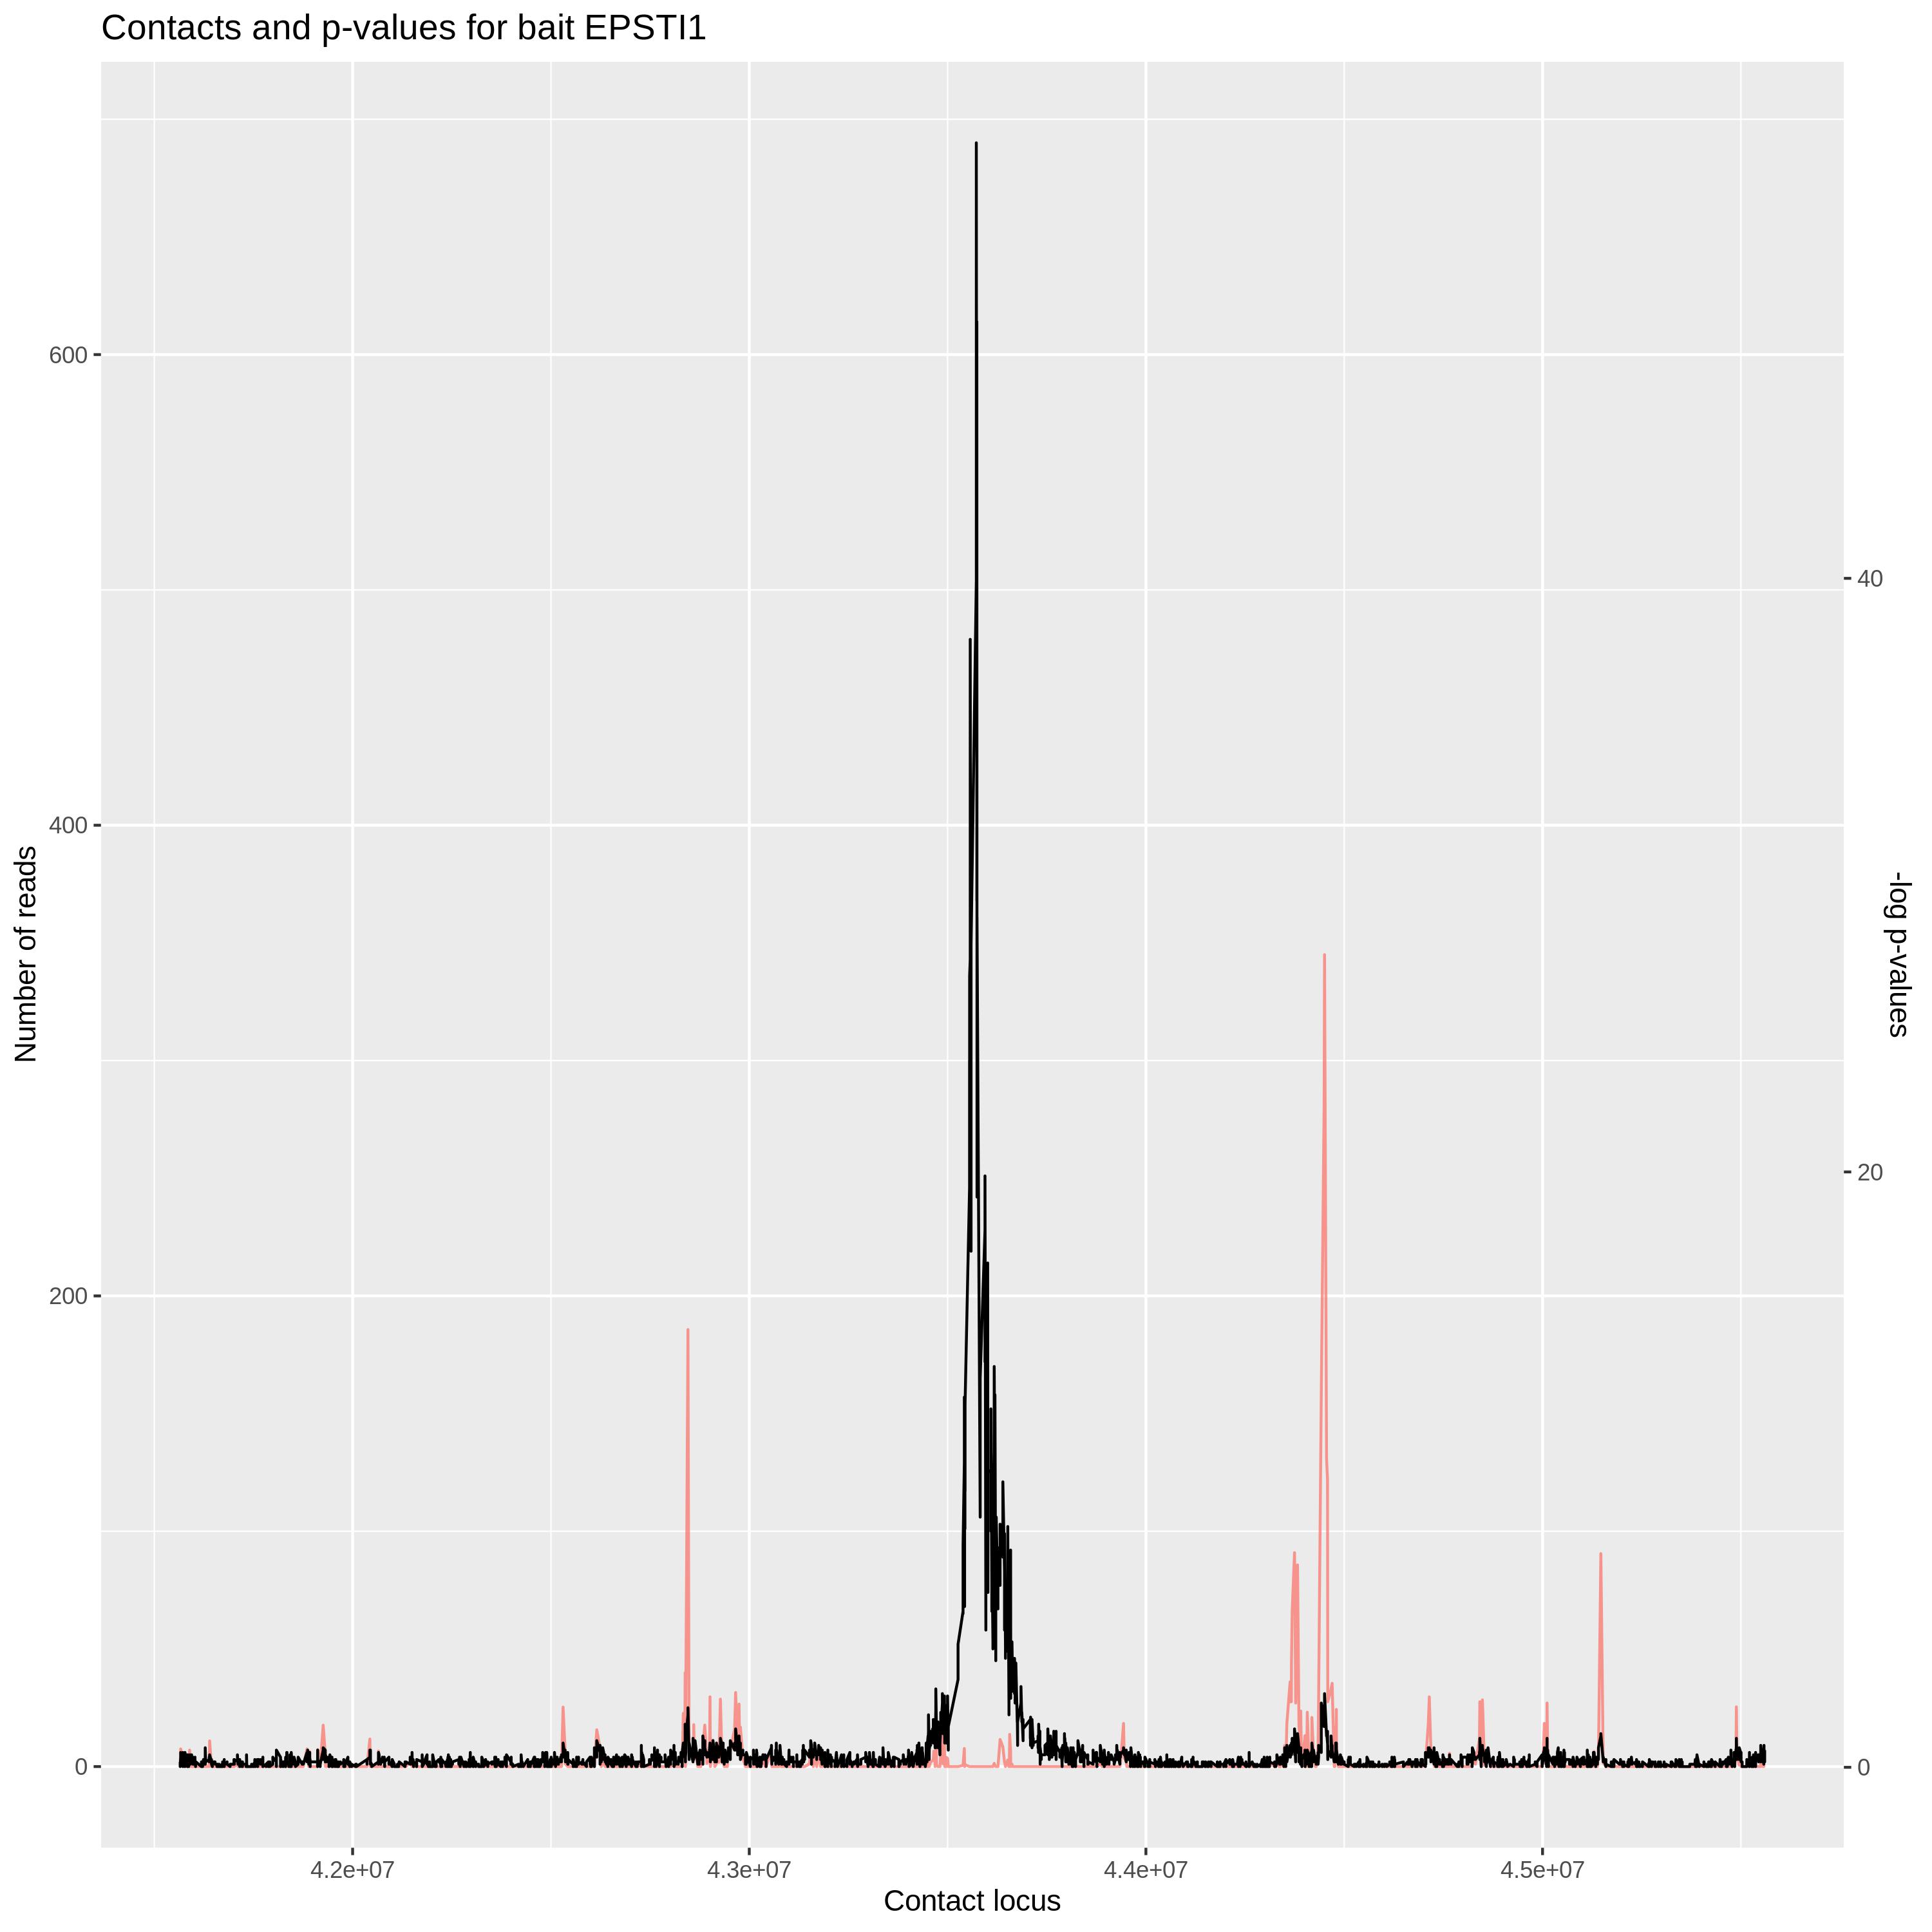 Contacts and p-values for bait EPSTI1
600
400
200
0
Number of reads
40
20
0
-log p-values
4.2e+07
4.3e+07
4.4e+07
4.5e+07
Contact locus